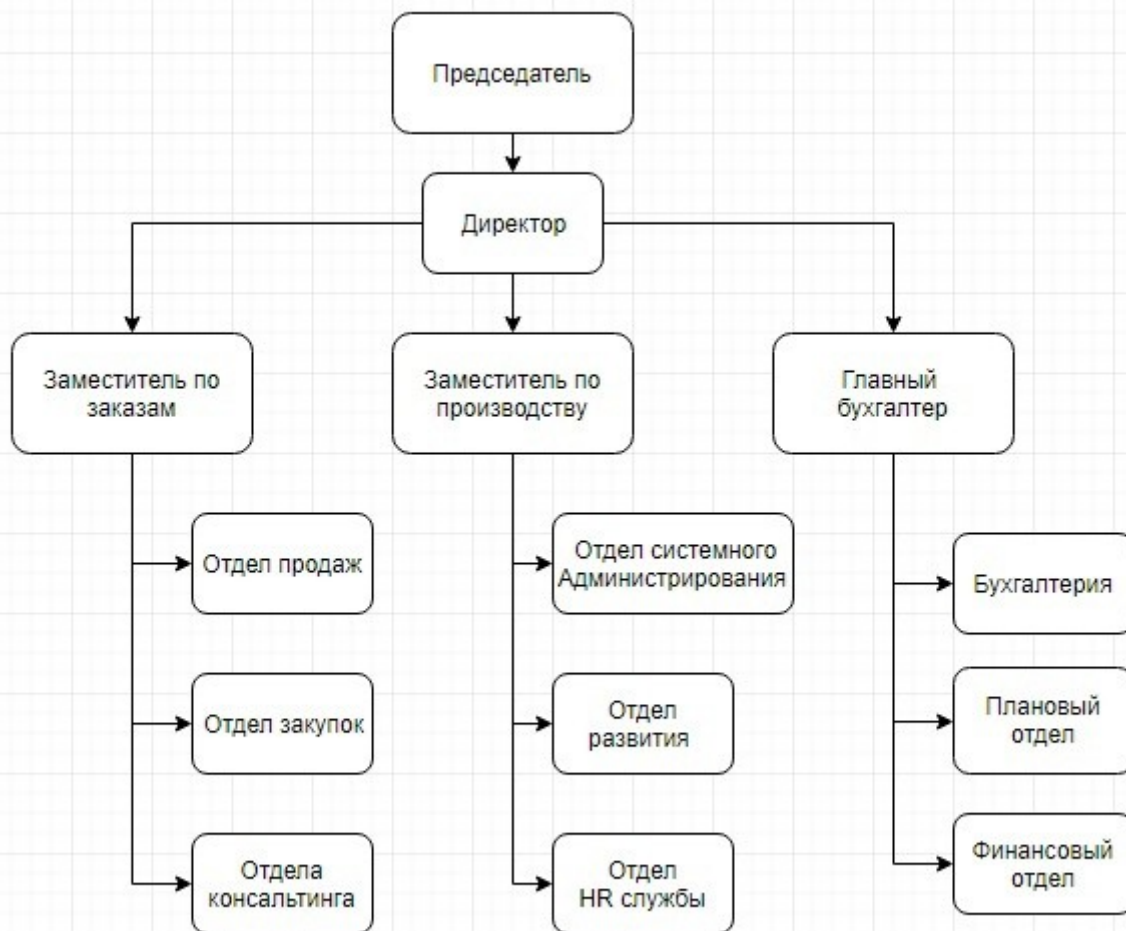 Председатель
Директор
Заместитель по
заказам
Заместитель по
производству
Главный
бухгалтер
Отдел продаж
Отдел системного
Администрирования
Бухгалтерия
Отдел закупок
Отдел
развития
Плановый
отдел
Отдела
консальтинга
Отдел
HR службы
Финансовый
отдел